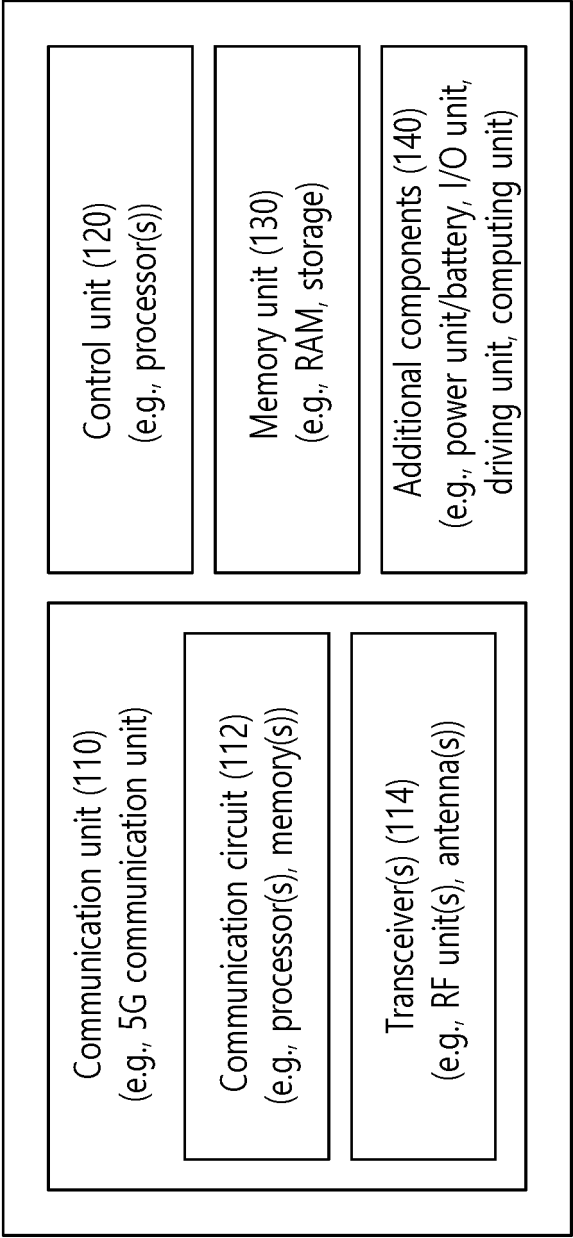 Communication unit (110)
(e.g., 5G communication unit)
Communication circuit (112)
(e.g., processor(s), memory(s))
Transceiver(s) (114)
(e.g., RF unit(s), antenna(s))
Control unit (120)
(e.g., processor(s))
Memory unit (130)
(e.g., RAM, storage)
Additional components (140)
(e.g., power unit/battery, I/O unit,
driving unit, computing unit)